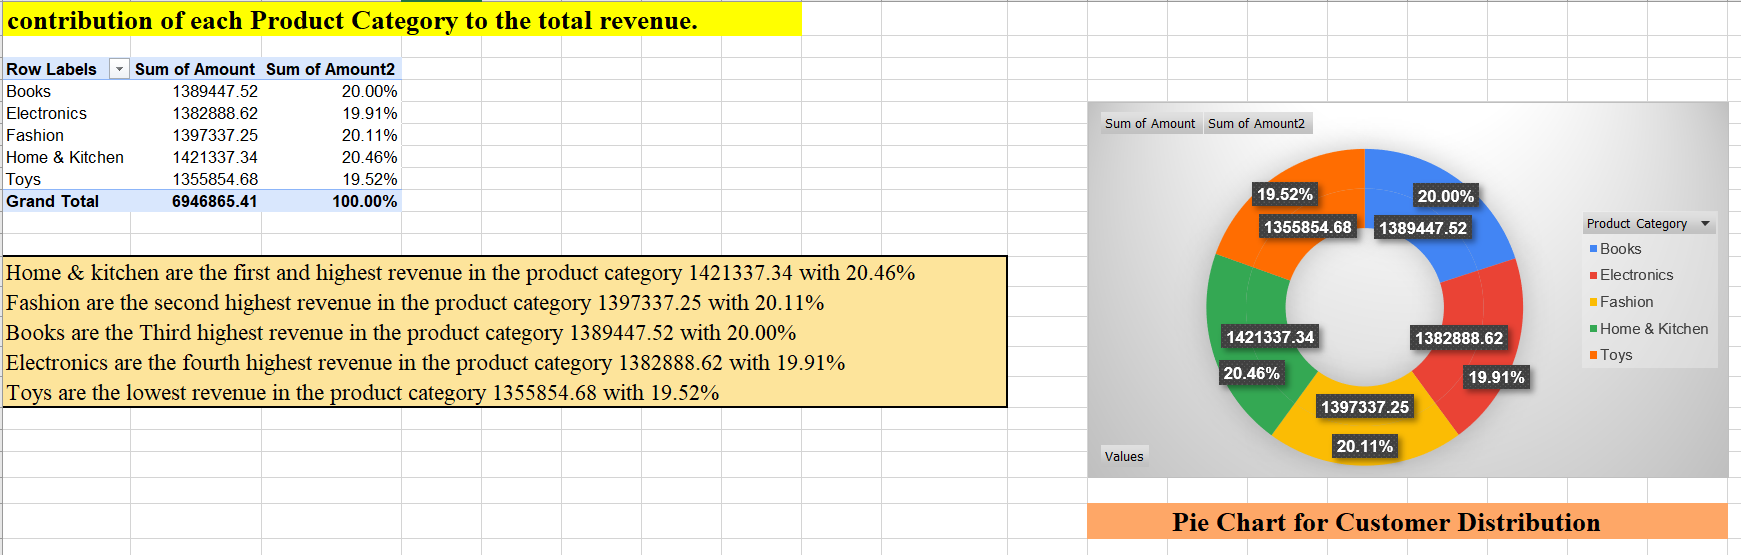 contribution of each Product Category to the total revenue.
Row Labels Sum of Amount Sum of Amount2
Books 1389447.52 20.00%
Electronics 1382888.62 19.91%
Fashion 1397337.25 20.11%
Home & Kitchen 1421337.34 20.46%
Toys 1355854.68 19.52%
Grand Total 6946865.41 100.00%
Home & kitchen are the first and highest revenue in the product category 1421337.34 with 20.46%
Fashion are the second highest revenue in the product category 1397337.25 with 20.11%
Books are the Third highest revenue in the product category 1389447.52 with 20.00%
Electronics are the fourth highest revenue in the product category 1382888.62 with 19.91%
Toys are the lowest revenue in the product category 1355854.68 with 19.52%
Sum of Amount Sum of Amount2
19.52% 20.00%
1355854.68 1389447.52
1421337.34 1382888.62
20.46% 19.91%
1397337.25
20.11%
Values
Product Category
Books
Electronics
Fashion
Home & Kitchen
Toys
Pie Chart for Customer Distribution